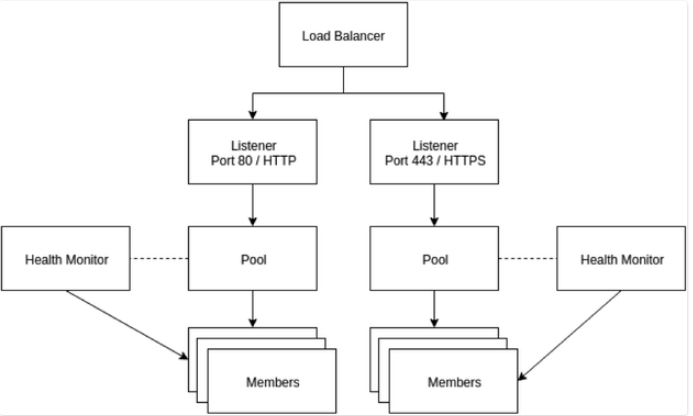 Load Balancer
Listener
Port 80 / HTTP
Listener
Port 443 / HTTPS
Health Monitor
Pool
Pool
Health Monitor
Members
Members